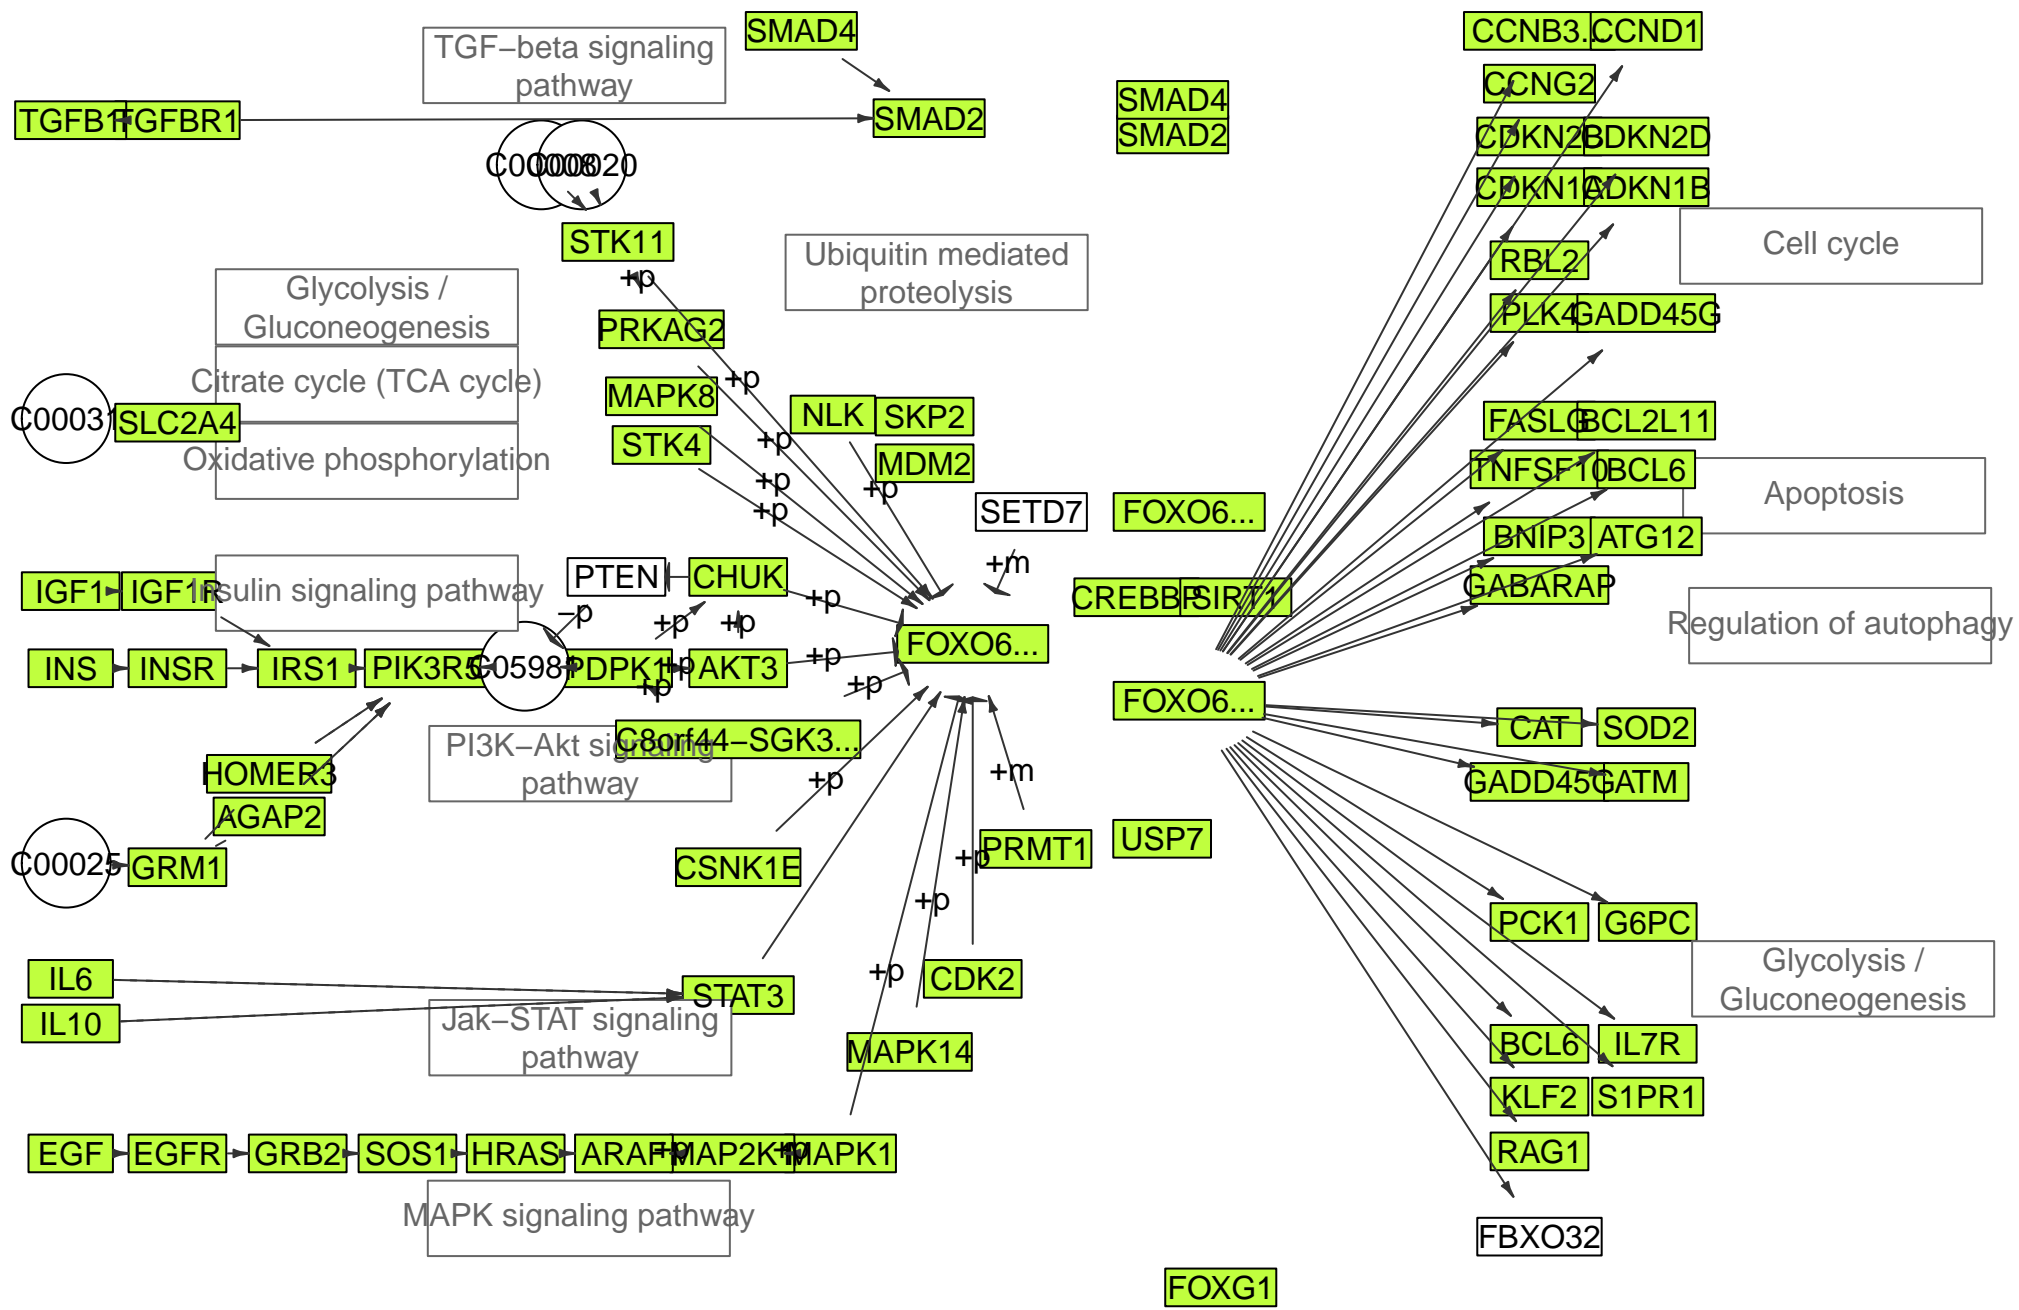 SMAD4
CCNB3...
CCND1
TGF−beta signaling
pathway
CCNG2
SMAD4
TGFB1
TGFBR1
SMAD2
SMAD2
CDKN2B
CDKN2D
C00020
CDKN1A
CDKN1B
STK11
Ubiquitin mediated
proteolysis
Cell cycle
RBL2
+p
Glycolysis /
Gluconeogenesis
PRKAG2
PLK4
GADD45G
Citrate cycle (TCA cycle)
+p
MAPK8
NLK
SKP2
C00031
SLC2A4
FASLG
BCL2L11
STK4
+p
Oxidative phosphorylation
MDM2
TNFSF10
BCL6
+p
+p
Apoptosis
+p
SETD7
FOXO6...
BNIP3
ATG12
+m
IGF1
IGF1R
Insulin signaling pathway
PTEN
CHUK
GABARAP
+p
CREBBP
SIRT1
−p
+p
+p
Regulation of autophagy
FOXO6...
INS
INSR
IRS1
PIK3R5
C05981
PDPK1
+p
AKT3
+p
+p
+p
FOXO6...
C8orf44−SGK3...
CAT
SOD2
PI3K−Akt signaling
pathway
HOMER3
+p
+m
GADD45G
ATM
AGAP2
USP7
PRMT1
+p
C00025
GRM1
CSNK1E
+p
PCK1
G6PC
IL6
+p
CDK2
Glycolysis /
Gluconeogenesis
STAT3
IL10
Jak−STAT signaling
pathway
MAPK14
BCL6
IL7R
KLF2
S1PR1
EGF
EGFR
GRB2
SOS1
HRAS
ARAF
+p
MAP2K1
+p
MAPK1
RAG1
MAPK signaling pathway
FBXO32
FOXG1